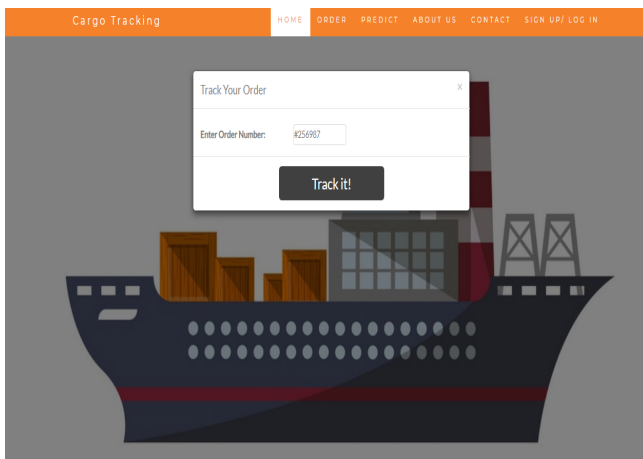 Cargo Tracking HOME ORDER PREDICT ABOUT US CONTACT SIGN UP/ LOG IN
Track Your Order x
Enter Order Number: #256987
Track it!